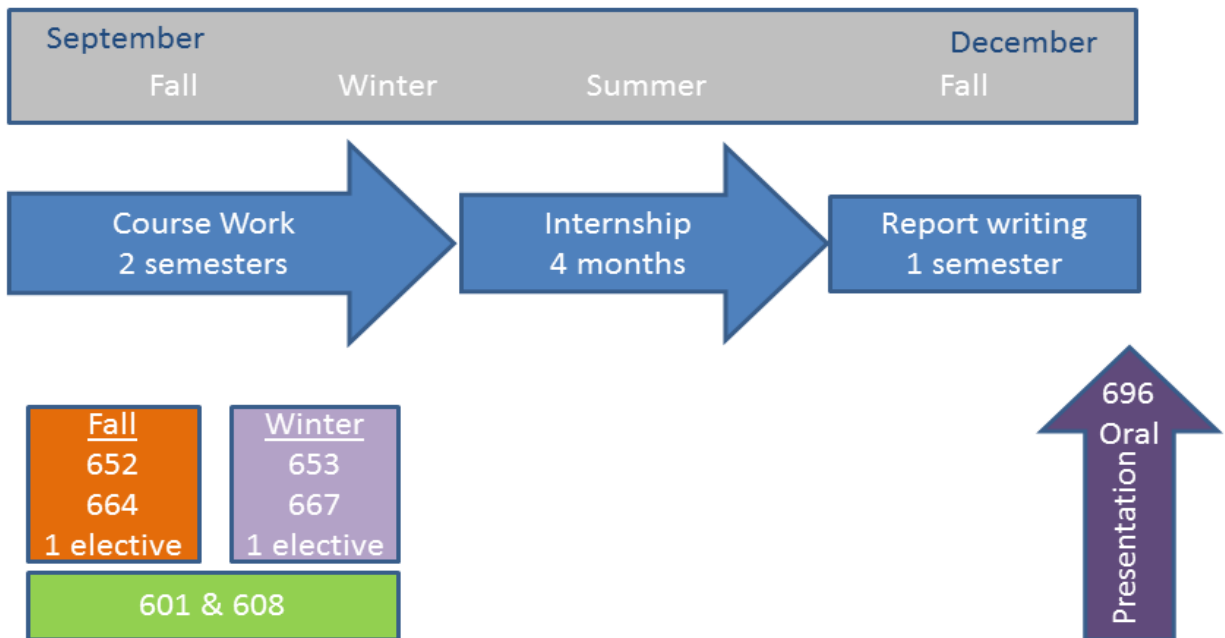 September
December
Fall
Winter
Summer
Fall
Course Work
2 semesters
Internship
4 months
Report writing
1 semester
Fall
652
664
1 elective
Winter
653
667
1 elective
601 & 608
696
Oral
Presentation